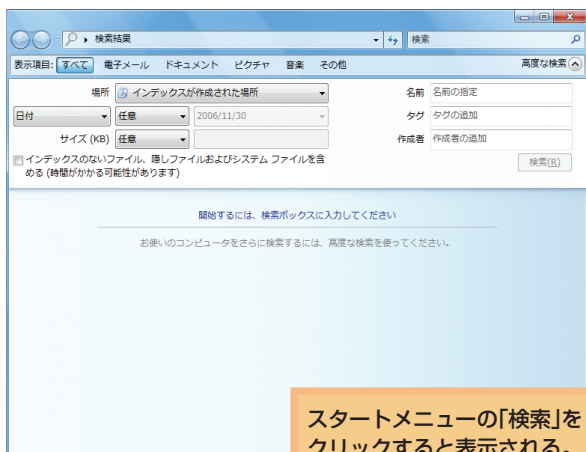 検索結果 検索
表示項目: すべて 電子メール ドキュメント ピクチャ 音楽 その他 高度な検索
場所 インデックスが作成された場所 名前 名前の指定
日付 任意 2006/11/30 タグ タグの追加
サイズ (KB) 任意 作成者 作成者の追加
インデックスのないファイル、隠しファイルおよびシステム ファイルを含
める (時間がかかる可能性があります) 検索(R)
開始するには、検索ボックスに入力してください
お使いのコンピュータをさらに検索するには、高度な検索を使ってください。
スタートメニューの「検索」を
クリックすると表示される。